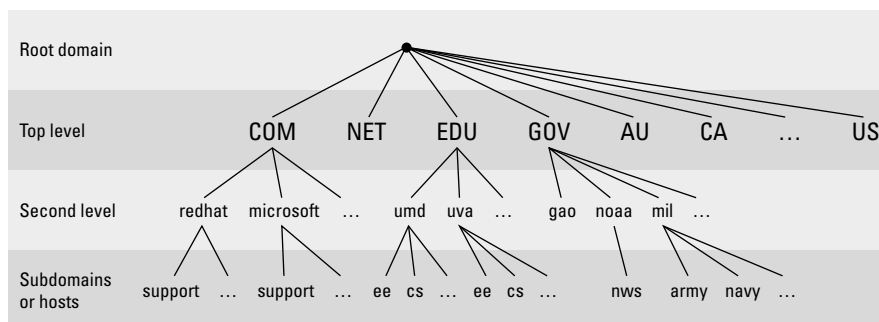 Root domain
Top level COM NET EDU GOV AU CA ... US
Second level redhat microsoft ... umd uva ... gao noaa mil ...
Subdomains
or hosts
support ... support ... ee cs ... ee cs ... nws army navy ...